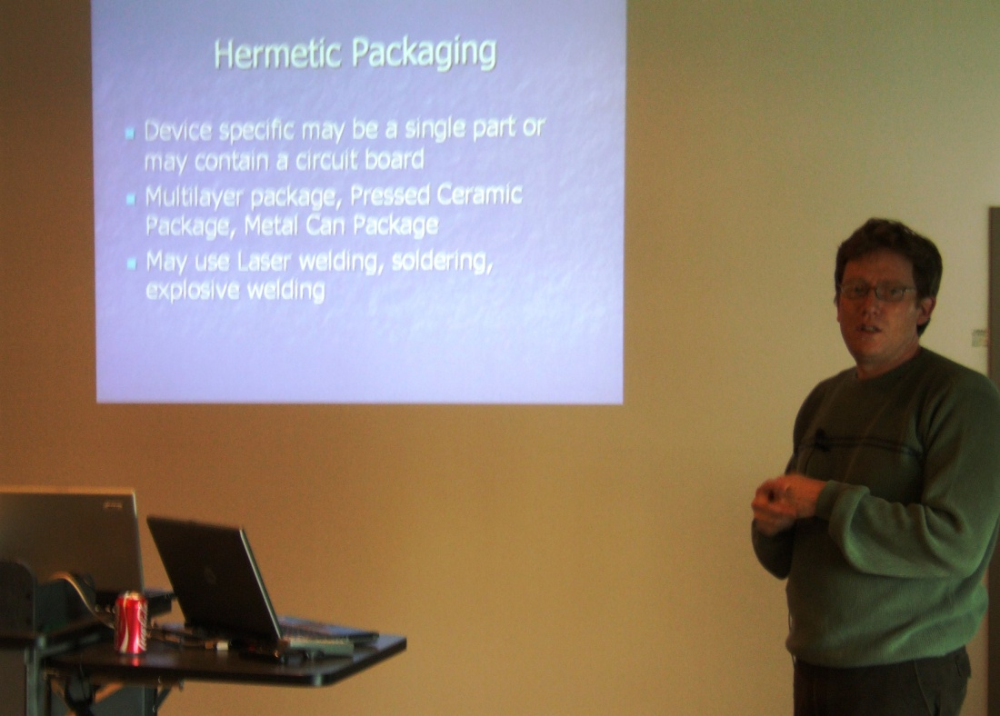 Hermetic Packaging
Device specific may be a single part or
may contain a circuit board
Multilayer package, Pressed Ceramic
Package, Metal Can Package
May use Laser welding, soldering,
explosive welding